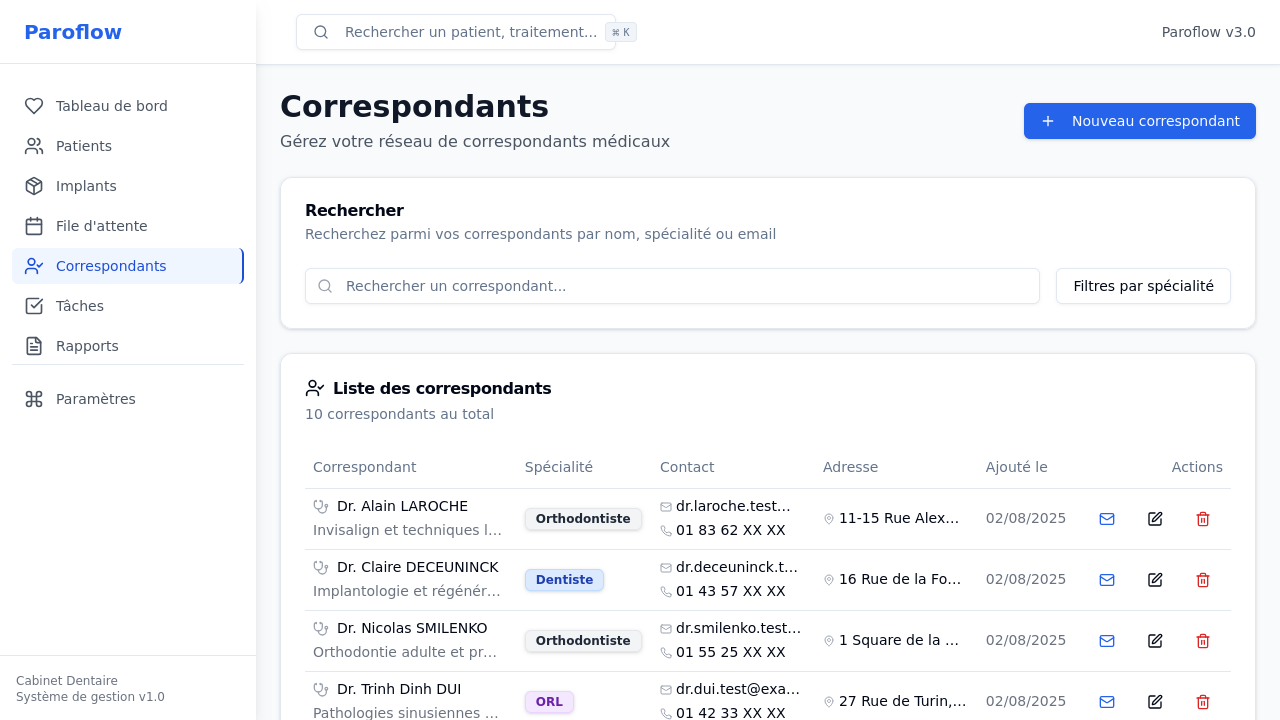 Paroflow
Rechercher un patient, traitement...
⌘ K
Paroflow v3.0
Tableau de bord
Patients
Implants
File d'attente
Correspondants
Tâches
Rapports
Paramètres
Cabinet Dentaire
Système de gestion v1.0
Correspondants
Gérez votre réseau de correspondants médicaux
Nouveau correspondant
Rechercher
Recherchez parmi vos correspondants par nom, spécialité ou email
Rechercher un correspondant...
Filtres par spécialité
Liste des correspondants
10 correspondants au total
Correspondant Spécialité Contact Adresse Ajouté le Actions
Dr. Alain LAROCHE
Invisalign et techniques l...
Orthodontiste
dr.laroche.test...
01 83 62 XX XX
11-15 Rue Alex...
02/08/2025
Dr. Claire DECEUNINCK
Implantologie et régénér...
Dentiste
dr.deceuninck.t...
01 43 57 XX XX
16 Rue de la Fo...
02/08/2025
Dr. Nicolas SMILENKO
Orthodontie adulte et pr...
Orthodontiste
dr.smilenko.test...
01 55 25 XX XX
1 Square de la ...
02/08/2025
Dr. Trinh Dinh DUI
Pathologies sinusiennes ...
ORL
dr.dui.test@exa...
01 42 33 XX XX
27 Rue de Turin,...
02/08/2025